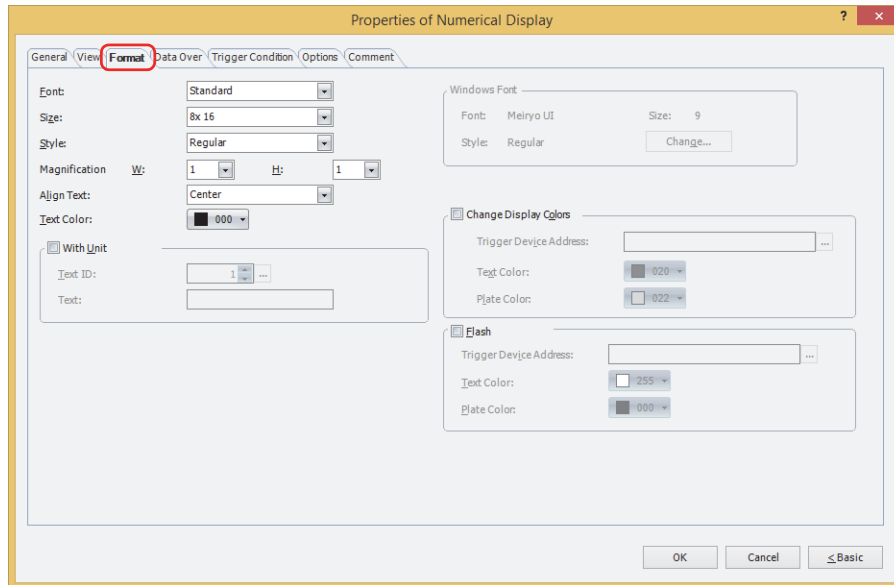 Properties of Numerical Display
? ×
General View Format Data Over Trigger Condition Options Comment
Font: Standard
Size: 8x 16
Style: Regular
Magnification W: 1 H: 1
Align Text: Center
Text Color: 000
With Unit
Text ID: 1 ...
Text:
Windows Font
Font: Meiryo UI Size: 9
Style: Regular Change...
Change Display Colors
Trigger Device Address: ...
Text Color: 020
Plate Color: 022
Flash
Trigger Device Address: ...
Text Color: 255
Plate Color: 000
OK Cancel < Basic